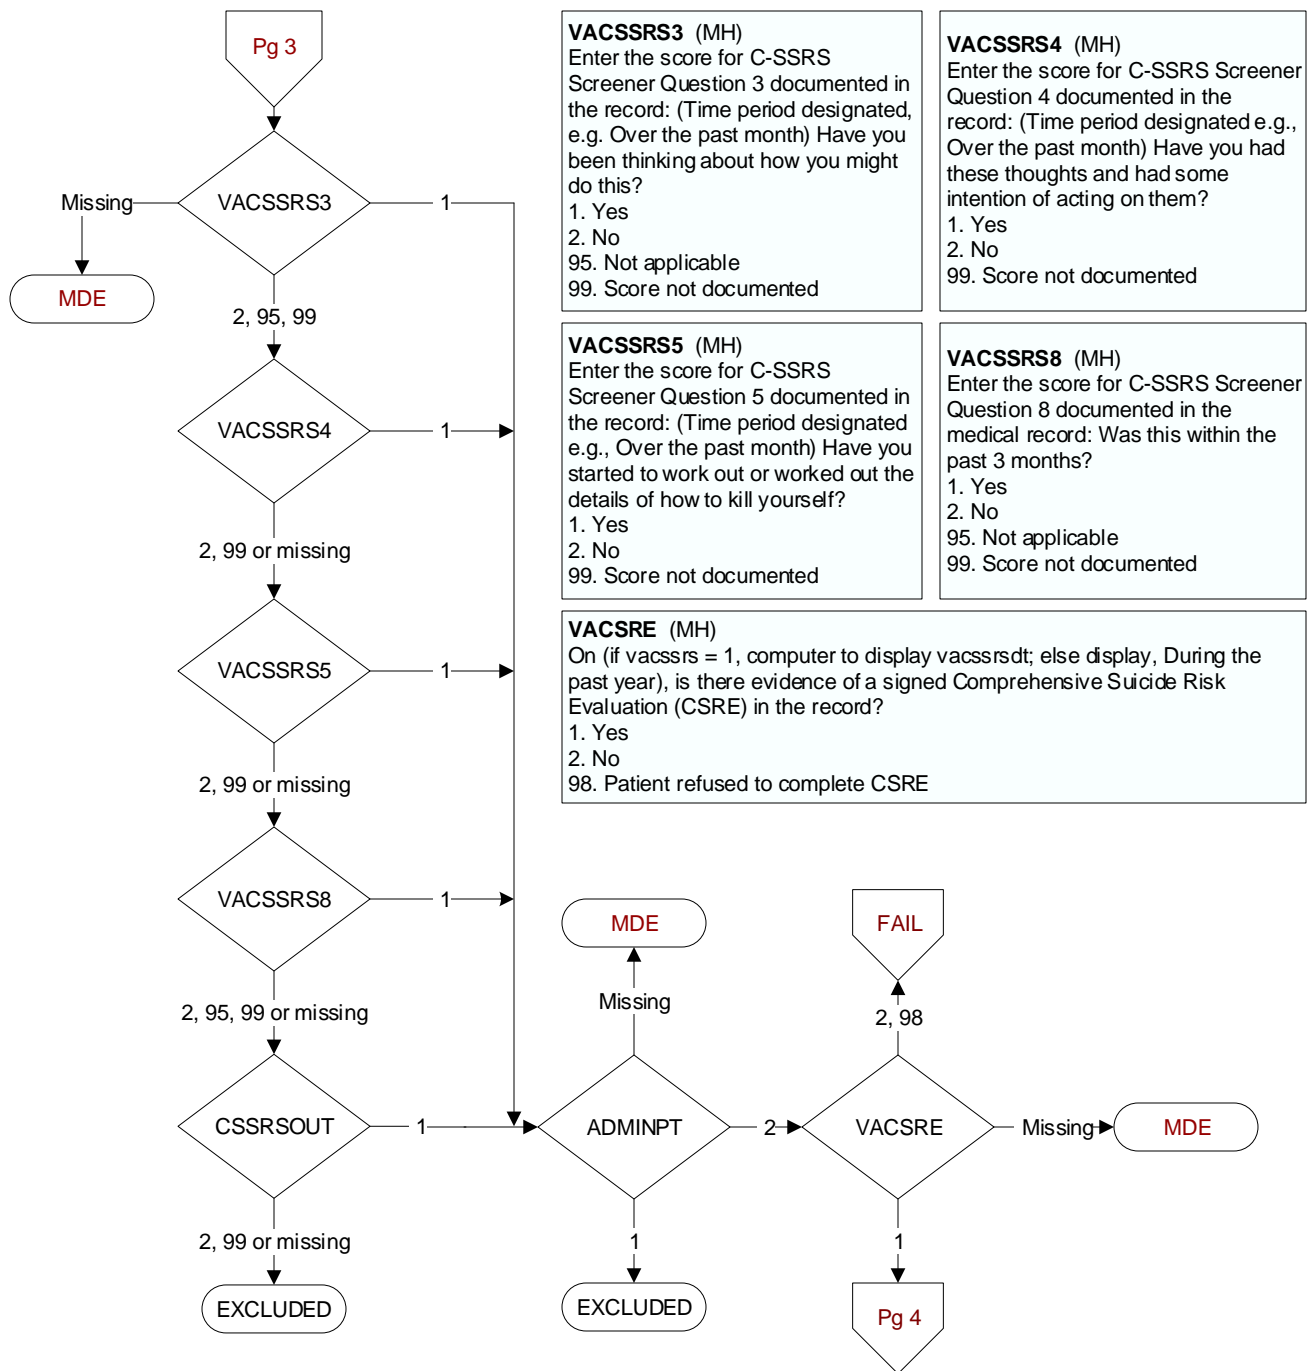 Pg 3
VACSSRS3 (MH)
Enter the score for C-SSRS
Screener Question 3 documented in
the record: (Time period designated,
e.g. Over the past month) Have you
been thinking about how you might
do this?
1. Yes
2. No
95. Not applicable
99. Score not documented
VACSSRS4 (MH)
Enter the score for C-SSRS Screener
Question 4 documented in the
record: (Time period designated e.g.,
Over the past month) Have you had
these thoughts and had some
intention of acting on them?
1. Yes
2. No
99. Score not documented
Missing
VACSSRS3
1
MDE
2, 95, 99
VACSSRS5 (MH)
Enter the score for C-SSRS
Screener Question 5 documented in
the record: (Time period designated
e.g., Over the past month) Have you
started to work out or worked out the
details of how to kill yourself?
1. Yes
2. No
99. Score not documented
VACSSRS8 (MH)
Enter the score for C-SSRS Screener
Question 8 documented in the
medical record: Was this within the
past 3 months?
1. Yes
2. No
95. Not applicable
99. Score not documented
VACSSRS4
1
2, 99 or missing
VACSRE (MH)
On (if vacssrs = 1, computer to display vacssrsdt; else display, During the
past year), is there evidence of a signed Comprehensive Suicide Risk
Evaluation (CSRE) in the record?
1. Yes
2. No
98. Patient refused to complete CSRE
VACSSRS5
1
2, 99 or missing
VACSSRS8
1
MDE
FAIL
2, 95, 99 or missing
Missing
2, 98
CSSRSOUT
1
ADMINPT
2
VACSRE
Missing
MDE
2, 99 or missing
1
1
EXCLUDED
EXCLUDED
Pg 4